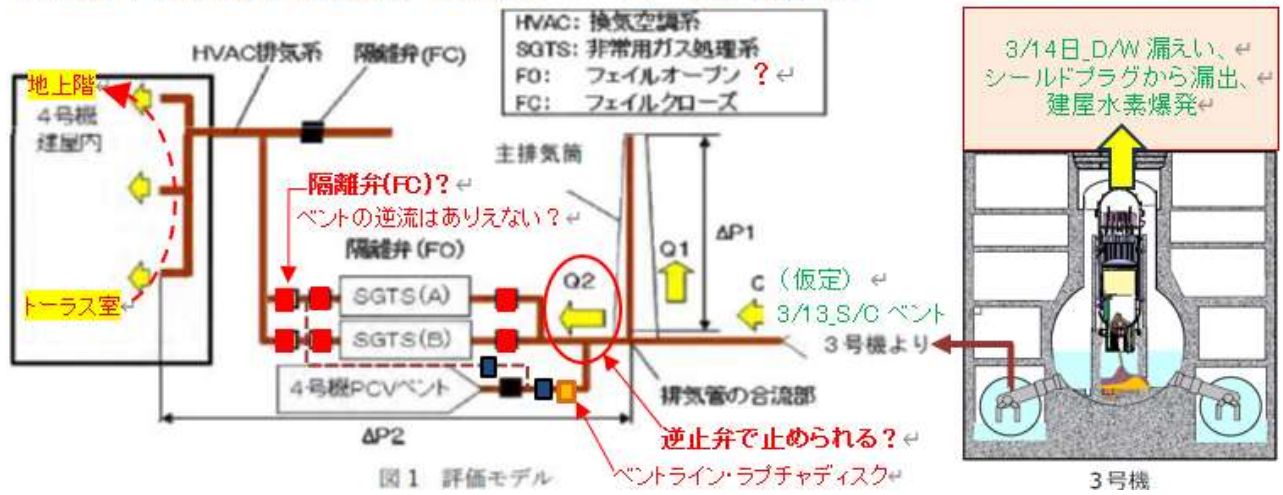 HVAC: 換気空調系
SGTS: 非常用ガス処理系
FO: フェイルオープン ?↵
FC: フェイルクローズ
HVAC排気系
隔離弁(FC)
地上階
4号機
建屋内
トーラス室
主排気筒
隔離弁(FC)?↵
ベントの逆流はありえない?↵
隔離弁(FO)
SGTS(A)
SGTS(B)
4号機PCVベント
Q2
Q1
ΔP1
ΔP2
(仮定)↵
3/13_S/C ベント
3号機より
排気管の合流部
逆止弁で止められる?↵
ベントライン・ラプチャディスク↵
図1 評価モデル
3/14日_D/W 漏えい、↵
シールドプラグから漏出、
建屋水素爆発↵
3号機